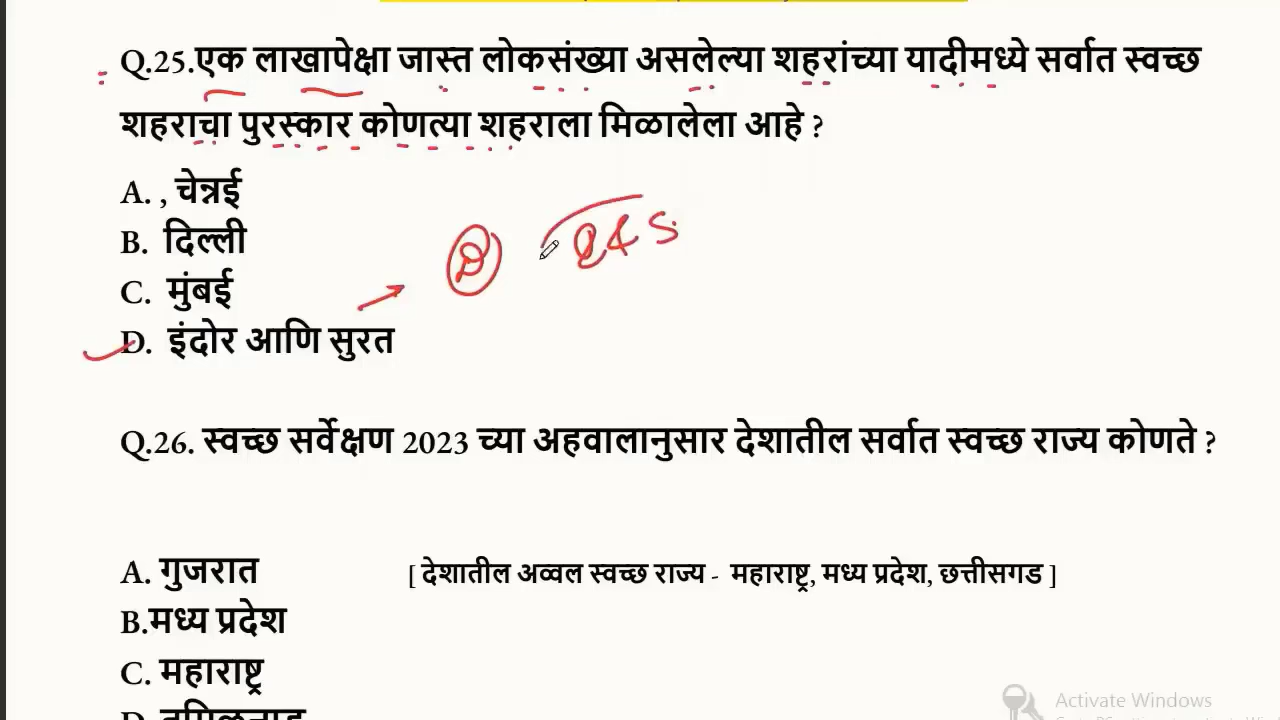 Q.25.एक लाखापेक्षा जास्त लोकसंख्या असलेल्या शहरांच्या यादीमध्ये सर्वात स्वच्छ
शहराचा पुरस्कार कोणत्या शहराला मिळालेला आहे ?
A. , चेन्नई
B. दिल्ली
C. मुंबई
D. इंदोर आणि सुरत
Q.26. स्वच्छ सर्वेक्षण 2023 च्या अहवालानुसार देशातील सर्वात स्वच्छ राज्य कोणते ?
A. गुजरात
[ देशातील अव्वल स्वच्छ राज्य - महाराष्ट्र, मध्य प्रदेश, छत्तीसगड ]
B.मध्य प्रदेश
C. महाराष्ट्र
Activate Windows